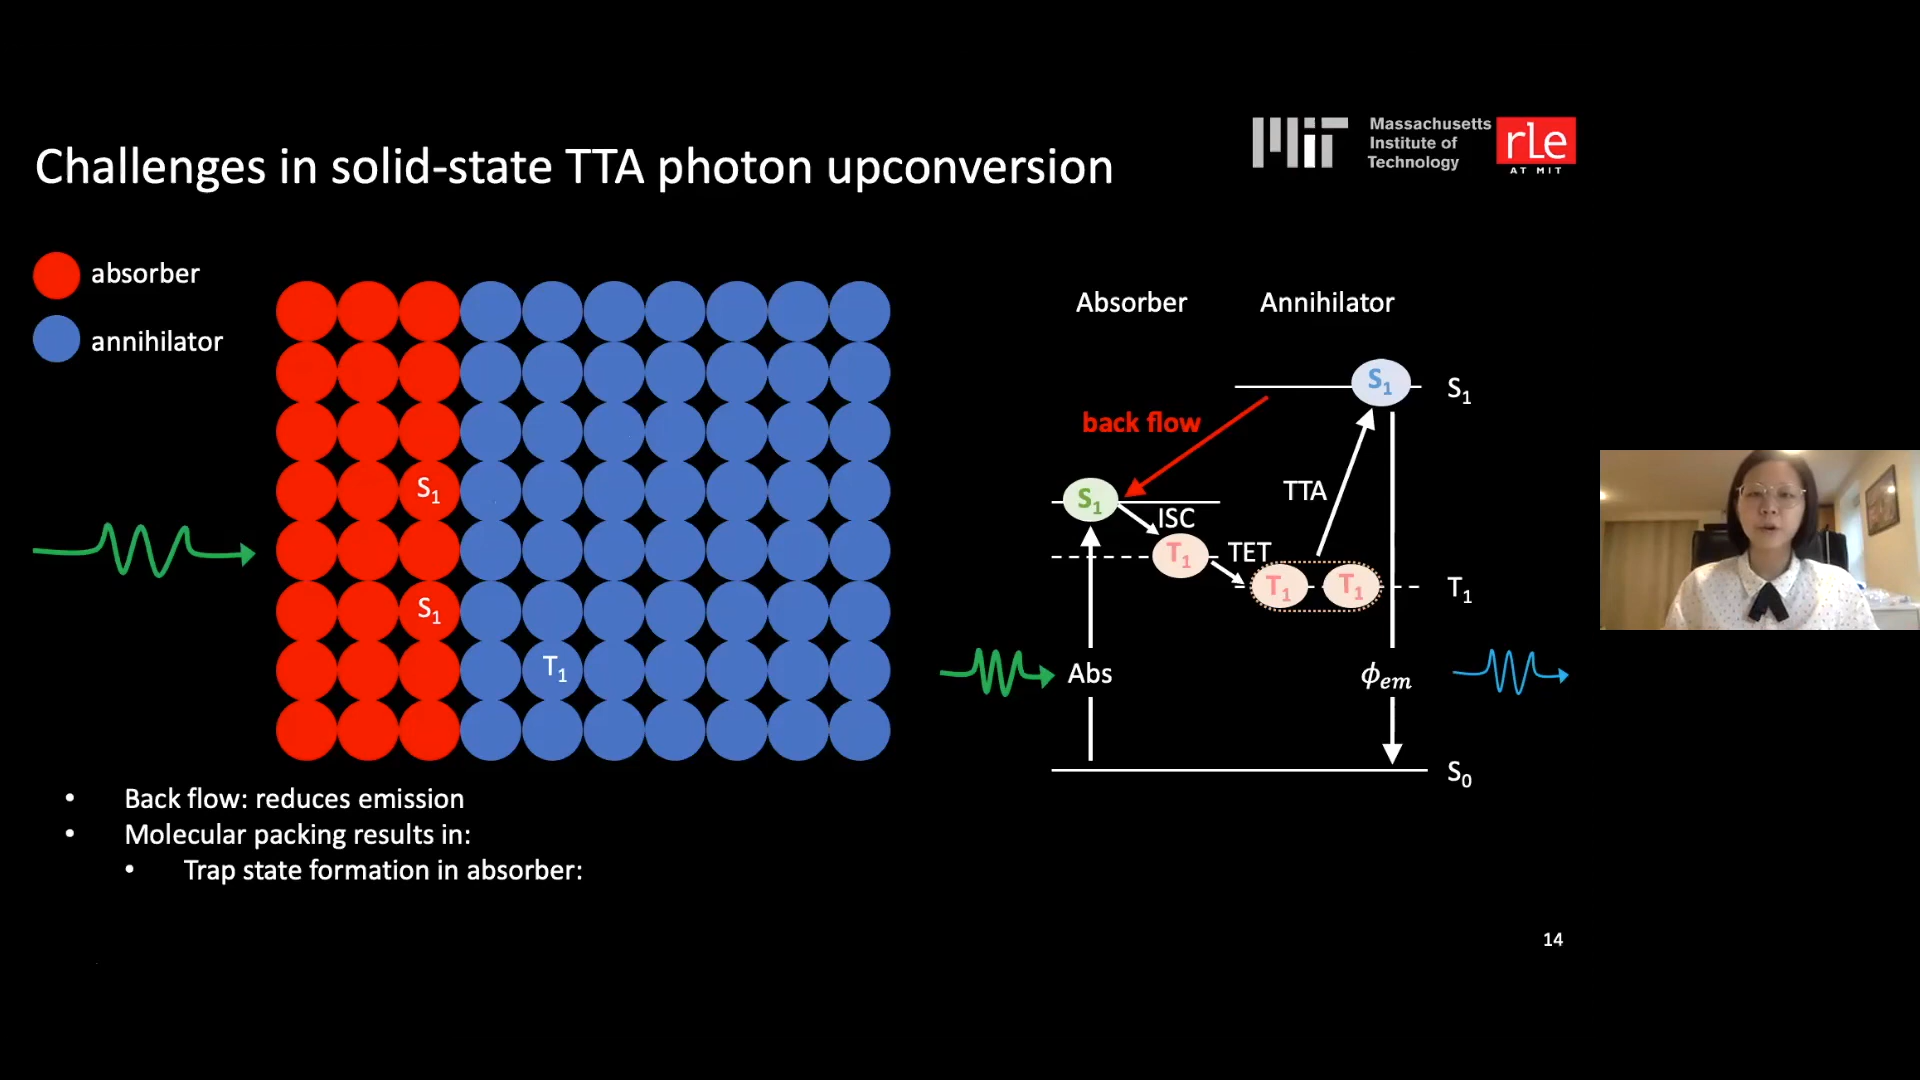 Challenges in solid-state TTA photon upconversion
Massachusetts
Institute of
Technology
rle
AT MIT
absorber
annihilator
S1
S1
T1
Absorber
Annihilator
S1
S1
back flow
TTA
S1
ISC
T1
TET
T1
T1
T1
Abs
ϕem
S0
• Back flow: reduces emission
• Molecular packing results in:
• Trap state formation in absorber:
14